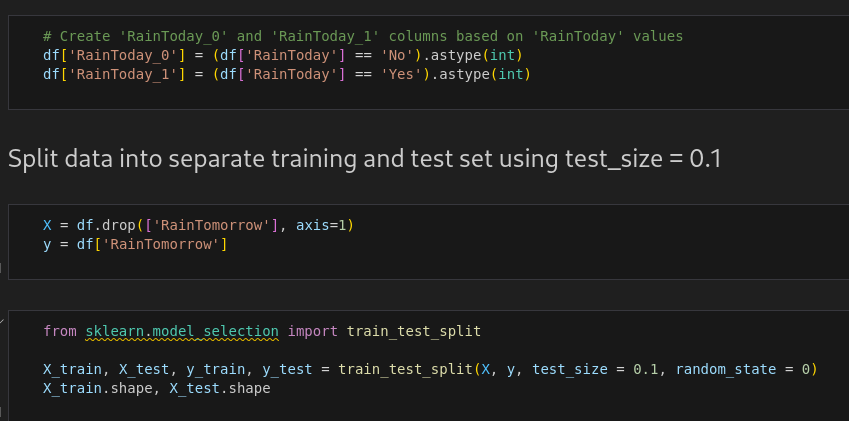 # Create 'RainToday_0' and 'RainToday_1' columns based on 'RainToday' values
df['RainToday_0'] = (df['RainToday'] == 'No').astype(int)
df['RainToday_1'] = (df['RainToday'] == 'Yes').astype(int)
Split data into separate training and test set using test_size = 0.1
X = df.drop(['RainTomorrow'], axis=1)
y = df['RainTomorrow']
from sklearn.model_selection import train_test_split
X_train, X_test, y_train, y_test = train_test_split(X, y, test_size = 0.1, random_state = 0)
X_train.shape, X_test.shape